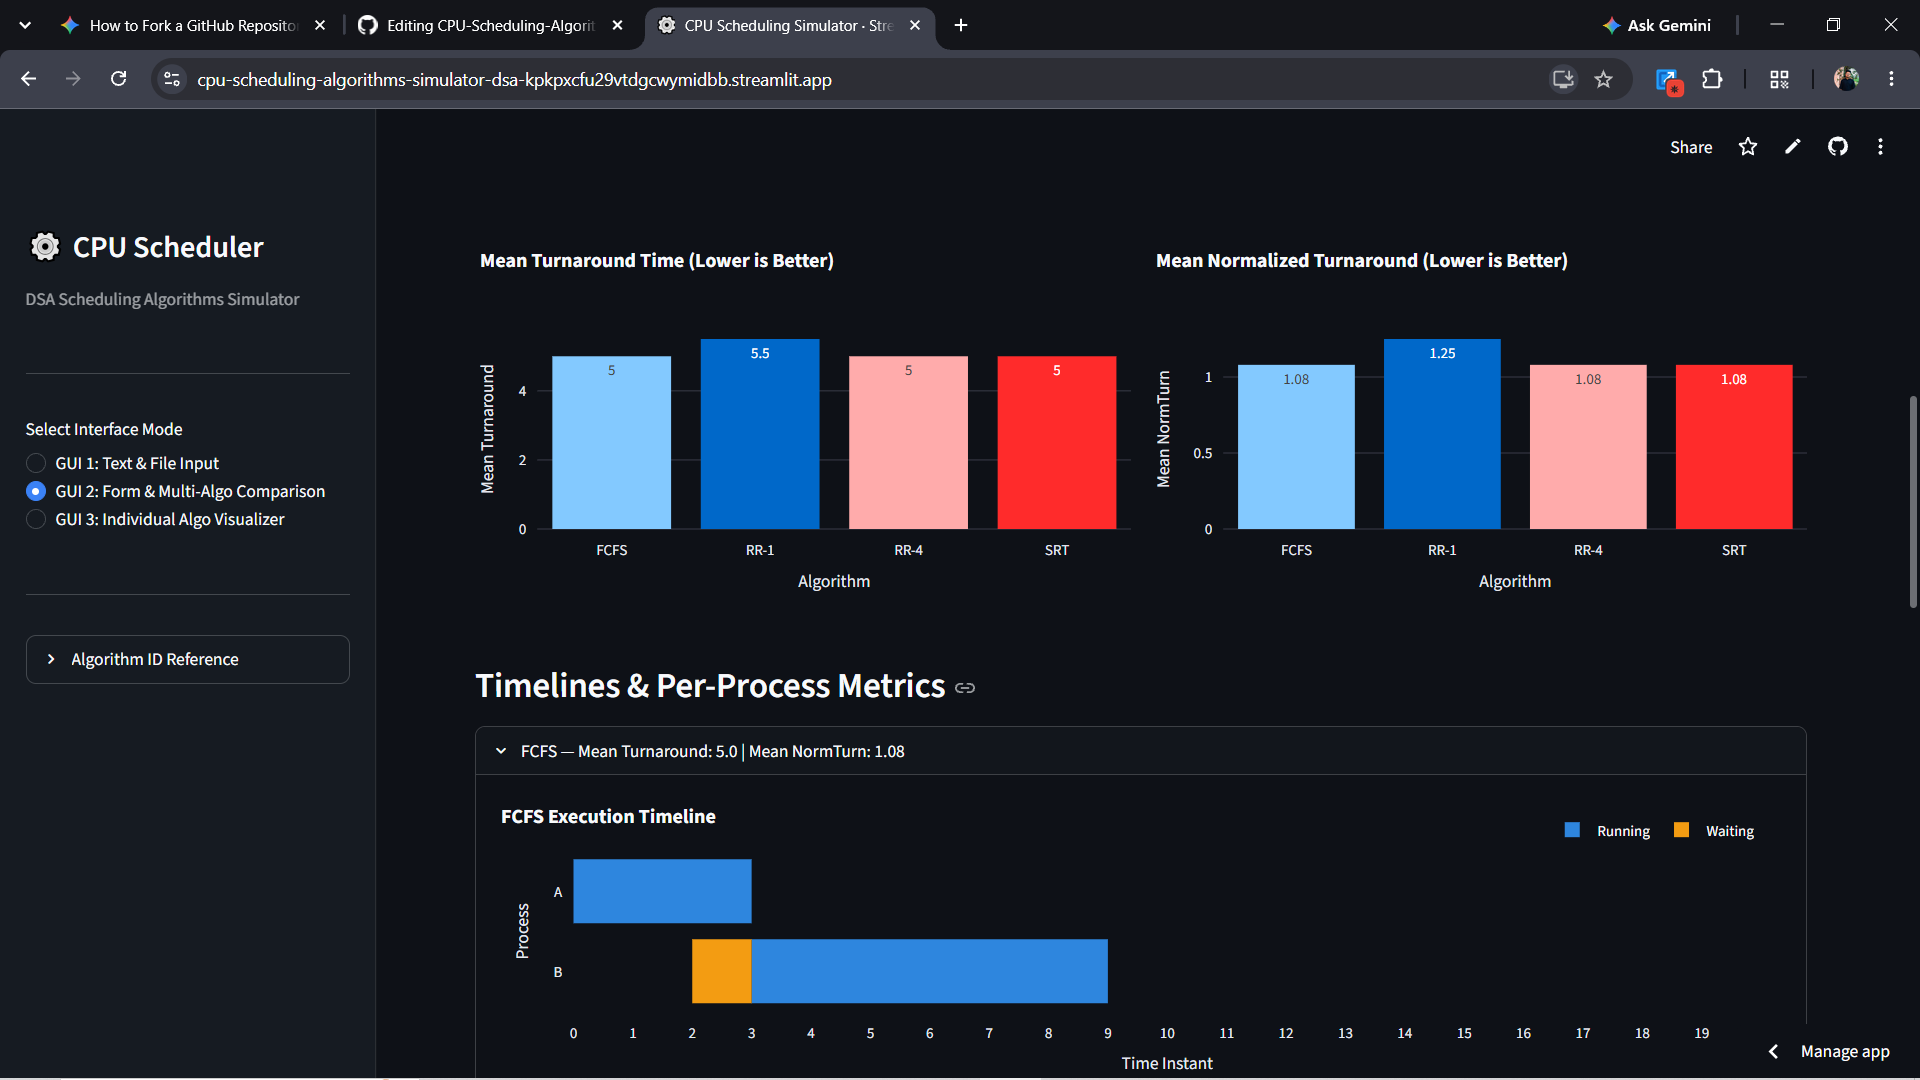 How to Fork a GitHub Reposito
Editing CPU-Scheduling-Algorit
CPU Scheduling Simulator · Stre
Ask Gemini
cpu-scheduling-algorithms-simulator-dsa-kpkpxcfu29vtdgcwymidbb.streamlit.app
Share
CPU Scheduler
DSA Scheduling Algorithms Simulator
Select Interface Mode
GUI 1: Text & File Input
GUI 2: Form & Multi-Algo Comparison
GUI 3: Individual Algo Visualizer
Algorithm ID Reference
Mean Turnaround Time (Lower is Better)
Mean Turnaround
4
2
0
5
5.5
5
5
FCFS RR-1 RR-4 SRT
Algorithm
Mean Normalized Turnaround (Lower is Better)
Mean NormTurn
1
0.5
0
1.08
1.25
1.08
1.08
FCFS RR-1 RR-4 SRT
Algorithm
Timelines & Per-Process Metrics
FCFS — Mean Turnaround: 5.0 | Mean NormTurn: 1.08
FCFS Execution Timeline
Running Waiting
Process
A
B
0 1 2 3 4 5 6 7 8 9 10 11 12 13 14 15 16 17 18 19
Time Instant
Manage app